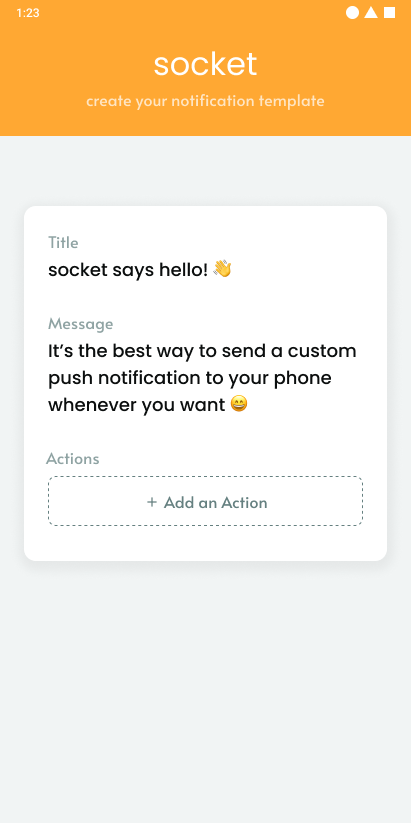 1:23
socket
create your notification template
Title
socket says hello! 👋
Message
It’s the best way to send a custom
push notification to your phone
whenever you want 😄
Actions
+ Add an Action